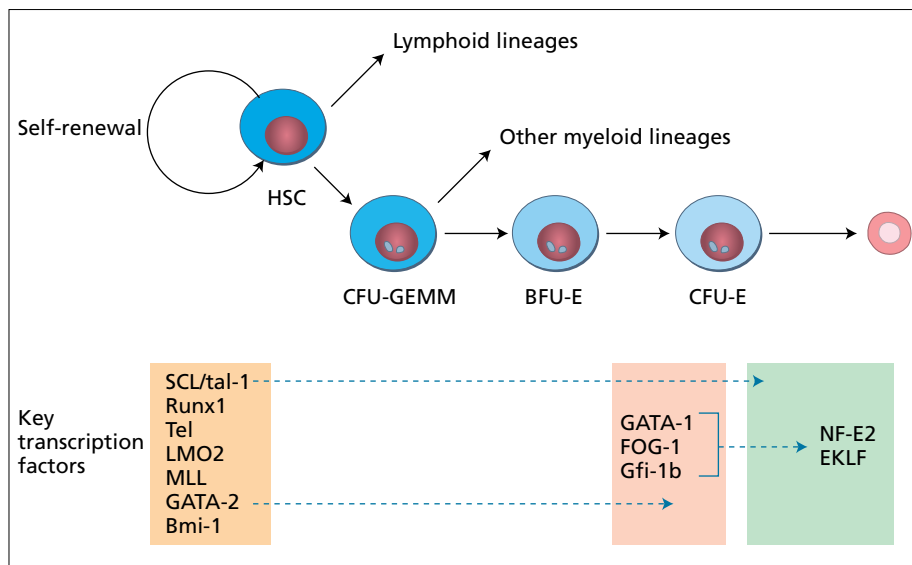 Lymphoid lineages
Self-renewal
Other myeloid lineages
HSC
CFU-GEMM
BFU-E
CFU-E
Key
transcription
factors
SCL/tal-1
Runx1
Tel
LMO2
MLL
GATA-2
Bmi-1
GATA-1
FOG-1
Gfi-1b
NF-E2
EKLF